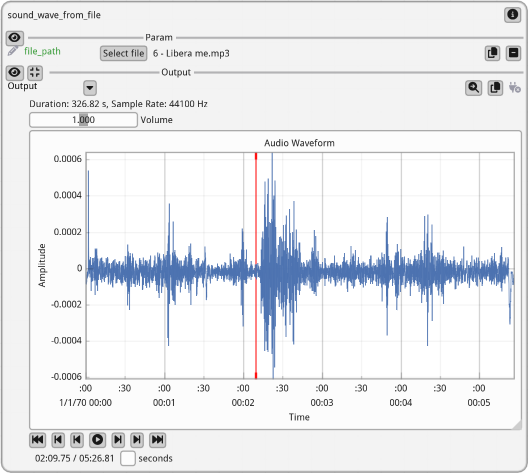 sound_wave_from_file
Param
file_path Select file 6 - Libera me.mp3
Output
Output
Duration: 326.82 s, Sample Rate: 44100 Hz
1.000 Volume
Audio Waveform
0.0006
0.0004
0.0002
0
-0.0002
-0.0004
-0.0006
Amplitude
:00 :30 :00 :30 :00 :30 :00 :30 :00 :30 :00
1/1/70 00:00 00:01 00:02 00:03 00:04 00:05
Time
02:09.75 / 05:26.81 seconds